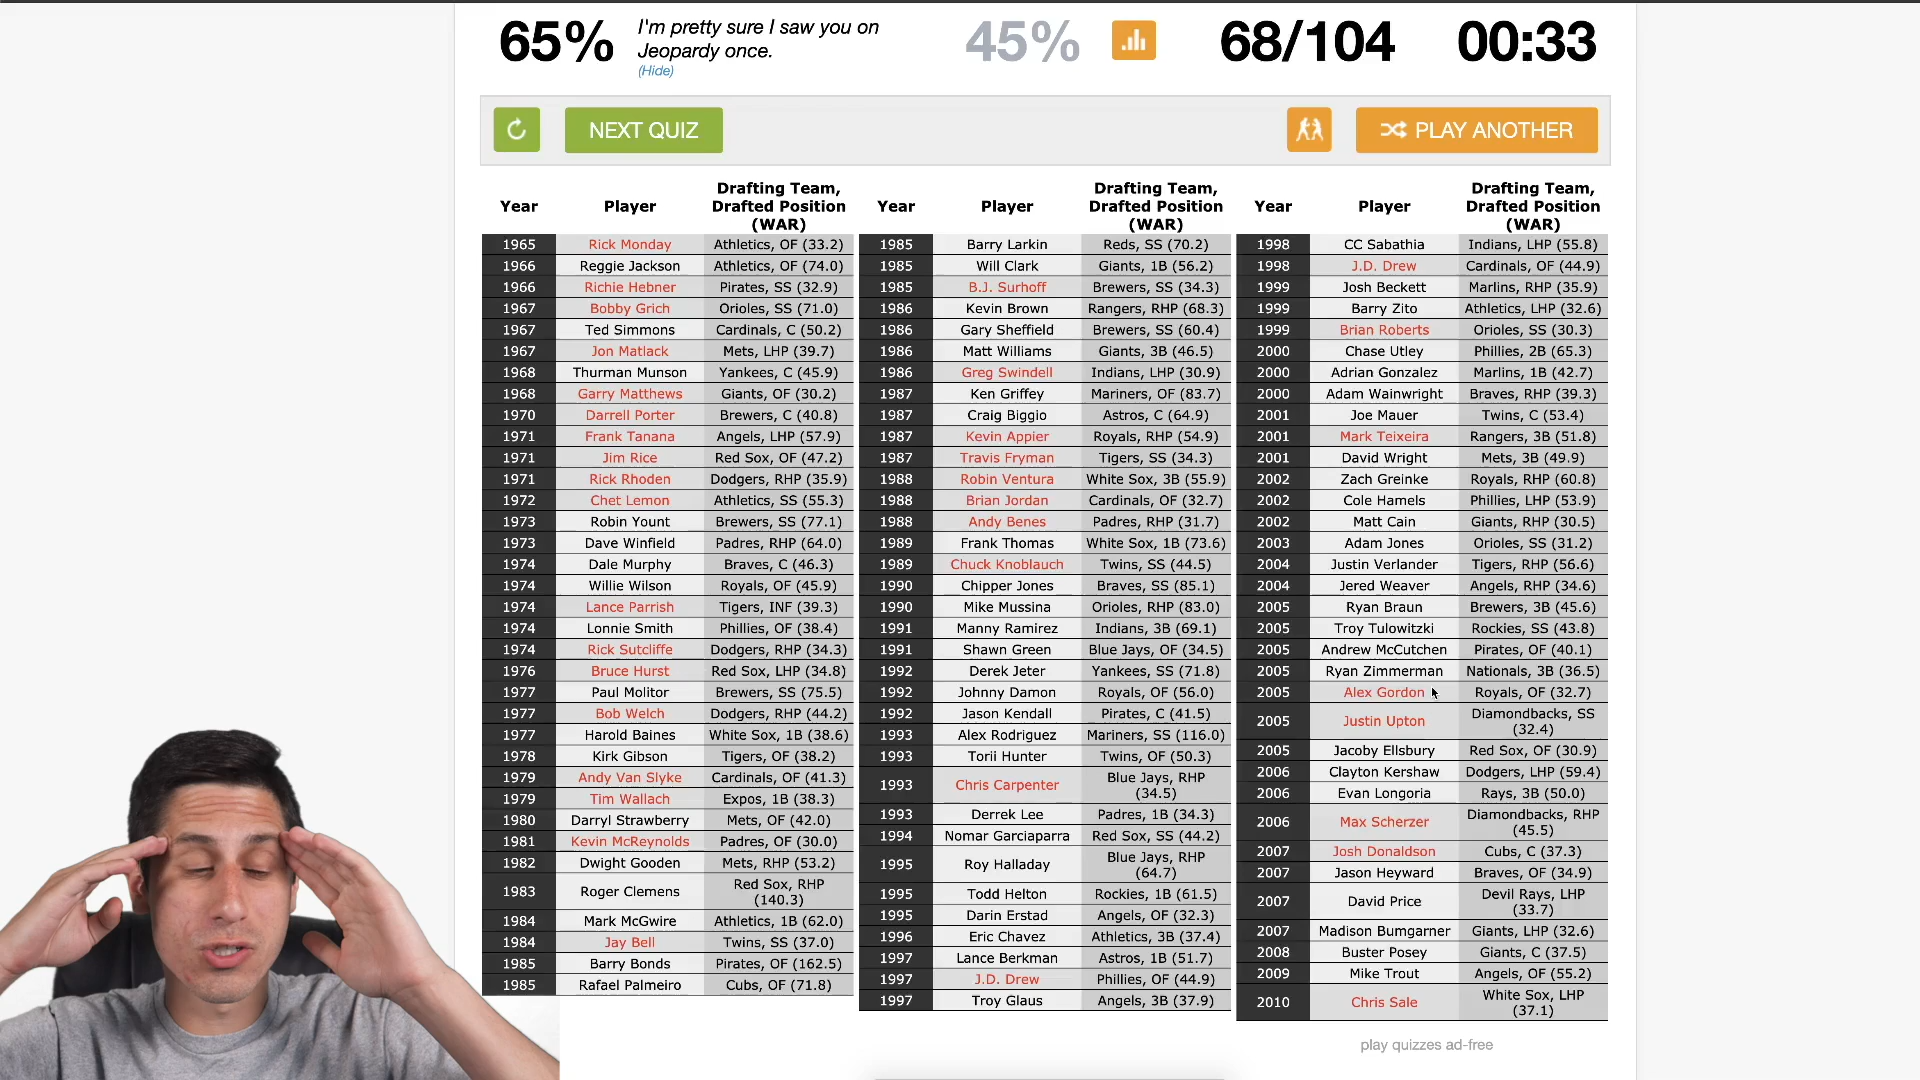 65%
I'm pretty sure I saw you on
Jeopardy once.
(Hide)
45%
68/104
00:33
NEXT QUIZ
PLAY ANOTHER
Year Player Drafting Team, Drafted Position (WAR)
1965 Rick Monday Athletics, OF (33.2)
1966 Reggie Jackson Athletics, OF (74.0)
1966 Richie Hebner Pirates, SS (32.9)
1967 Bobby Grich Orioles, SS (71.0)
1967 Ted Simmons Cardinals, C (50.2)
1967 Jon Matlack Mets, LHP (39.7)
1968 Thurman Munson Yankees, C (45.9)
1968 Garry Matthews Giants, OF (30.2)
1970 Darrell Porter Brewers, C (40.8)
1971 Frank Tanana Angels, LHP (57.9)
1971 Jim Rice Red Sox, OF (47.2)
1971 Rick Rhoden Dodgers, RHP (35.9)
1972 Chet Lemon Athletics, SS (55.3)
1973 Robin Yount Brewers, SS (77.1)
1973 Dave Winfield Padres, RHP (64.0)
1974 Dale Murphy Braves, C (46.3)
1974 Willie Wilson Royals, OF (45.9)
1974 Lance Parrish Tigers, INF (39.3)
1974 Lonnie Smith Phillies, OF (38.4)
1974 Rick Sutcliffe Dodgers, RHP (34.3)
1976 Bruce Hurst Red Sox, LHP (34.8)
1977 Paul Molitor Brewers, SS (75.5)
1977 Bob Welch Dodgers, RHP (44.2)
1977 Harold Baines White Sox, 1B (38.6)
1978 Kirk Gibson Tigers, OF (38.2)
1979 Andy Van Slyke Cardinals, OF (41.3)
1979 Tim Wallach Expos, 1B (38.3)
1980 Darryl Strawberry Mets, OF (42.0)
1981 Kevin McReynolds Padres, OF (30.0)
1982 Dwight Gooden Mets, RHP (53.2)
1983 Roger Clemens Red Sox, RHP (140.3)
1984 Mark McGwire Athletics, 1B (62.0)
1984 Jay Bell Twins, SS (37.0)
1985 Barry Bonds Pirates, OF (162.5)
1985 Rafael Palmeiro Cubs, OF (71.8)
Year Player Drafting Team, Drafted Position (WAR)
1985 Barry Larkin Reds, SS (70.2)
1985 Will Clark Giants, 1B (56.2)
1985 B.J. Surhoff Brewers, SS (34.3)
1986 Kevin Brown Rangers, RHP (68.3)
1986 Gary Sheffield Brewers, SS (60.4)
1986 Matt Williams Giants, 3B (46.5)
1986 Greg Swindell Indians, LHP (30.9)
1987 Ken Griffey Mariners, OF (83.7)
1987 Craig Biggio Astros, C (64.9)
1987 Kevin Appier Royals, RHP (54.9)
1987 Travis Fryman Tigers, SS (34.3)
1988 Robin Ventura White Sox, 3B (55.9)
1988 Brian Jordan Cardinals, OF (32.7)
1988 Andy Benes Padres, RHP (31.7)
1989 Frank Thomas White Sox, 1B (73.6)
1989 Chuck Knoblauch Twins, SS (44.5)
1990 Chipper Jones Braves, SS (85.1)
1990 Mike Mussina Orioles, RHP (83.0)
1991 Manny Ramirez Indians, 3B (69.1)
1991 Shawn Green Blue Jays, OF (34.5)
1992 Derek Jeter Yankees, SS (71.8)
1992 Johnny Damon Royals, OF (56.0)
1992 Jason Kendall Pirates, C (41.5)
1993 Alex Rodriguez Mariners, SS (116.0)
1993 Torii Hunter Twins, OF (50.3)
1993 Chris Carpenter Blue Jays, RHP (34.5)
1993 Derrek Lee Padres, 1B (34.3)
1994 Nomar Garciaparra Red Sox, SS (44.2)
1995 Roy Halladay Blue Jays, RHP (64.7)
1995 Todd Helton Rockies, 1B (61.5)
1995 Darin Erstad Angels, OF (32.3)
1996 Eric Chavez Athletics, 3B (37.4)
1997 Lance Berkman Astros, 1B (51.7)
1997 J.D. Drew Phillies, OF (44.9)
1997 Troy Glaus Angels, 3B (37.9)
Year Player Drafting Team, Drafted Position (WAR)
1998 CC Sabathia Indians, LHP (55.8)
1998 J.D. Drew Cardinals, OF (44.9)
1999 Josh Beckett Marlins, RHP (35.9)
1999 Barry Zito Athletics, LHP (32.6)
1999 Brian Roberts Orioles, SS (30.3)
2000 Chase Utley Phillies, 2B (65.3)
2000 Adrian Gonzalez Marlins, 1B (42.7)
2000 Adam Wainwright Braves, RHP (39.3)
2001 Joe Mauer Twins, C (53.4)
2001 Mark Teixeira Rangers, 3B (51.8)
2001 David Wright Mets, 3B (49.9)
2002 Zach Greinke Royals, RHP (60.8)
2002 Cole Hamels Phillies, LHP (53.9)
2002 Matt Cain Giants, RHP (30.5)
2003 Adam Jones Orioles, SS (31.2)
2004 Justin Verlander Tigers, RHP (56.6)
2004 Jered Weaver Angels, RHP (34.6)
2005 Ryan Braun Brewers, 3B (45.6)
2005 Troy Tulowitzki Rockies, SS (43.8)
2005 Andrew McCutchen Pirates, OF (40.1)
2005 Ryan Zimmerman Nationals, 3B (36.5)
2005 Alex Gordon Royals, OF (32.7)
2005 Justin Upton Diamondbacks, SS (32.4)
2005 Jacoby Ellsbury Red Sox, OF (30.9)
2006 Clayton Kershaw Dodgers, LHP (59.4)
2006 Evan Longoria Rays, 3B (50.0)
2006 Max Scherzer Diamondbacks, RHP (45.5)
2007 Josh Donaldson Cubs, C (37.3)
2007 Jason Heyward Braves, OF (34.9)
2007 David Price Devil Rays, LHP (33.7)
2007 Madison Bumgarner Giants, LHP (32.6)
2008 Buster Posey Giants, C (37.5)
2009 Mike Trout Angels, OF (55.2)
2010 Chris Sale White Sox, LHP (37.1)
play quizzes ad-free